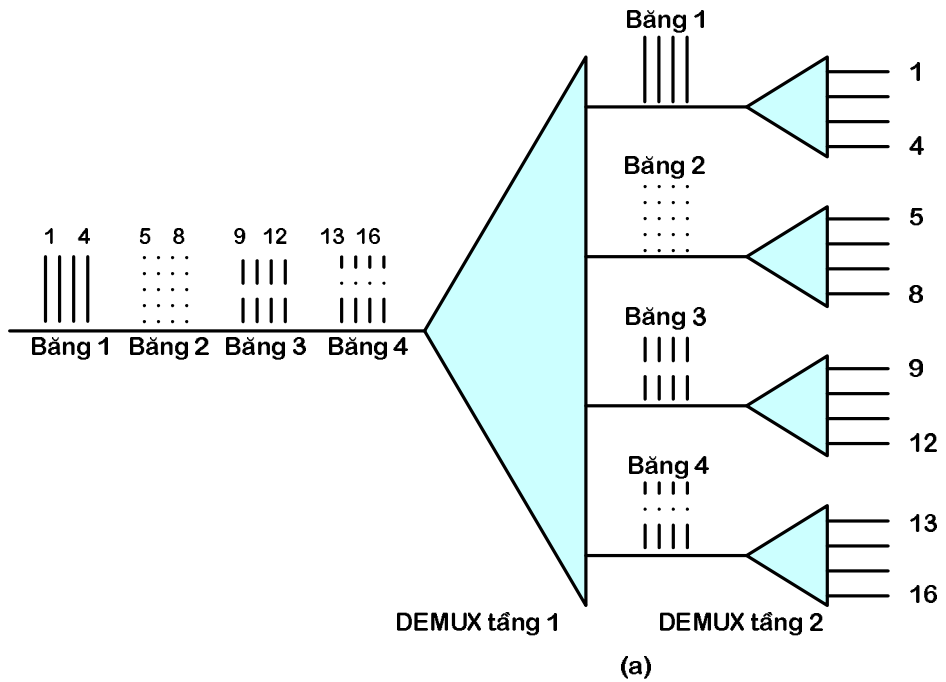 Băng 1
1
4
Băng 2
5
8
1 4 5 8 9 12 13 16
Băng 1 Băng 2 Băng 3 Băng 4
Băng 3
9
12
Băng 4
13
16
DEMUX tầng 1 DEMUX tầng 2
(a)